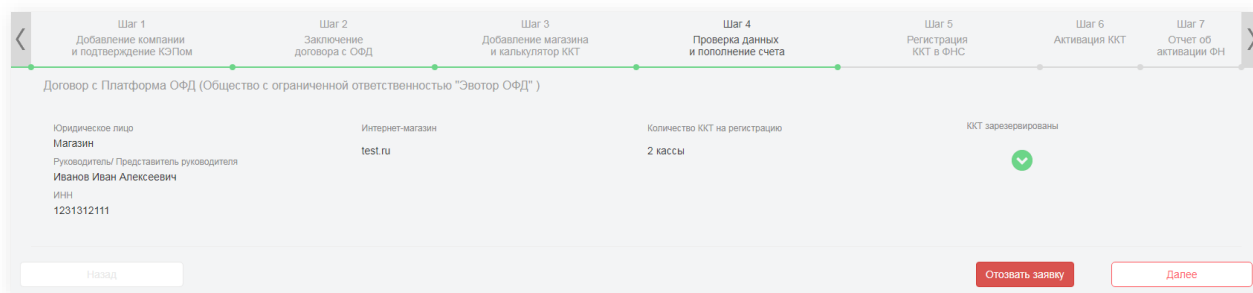 Шаг 1
Добавление компании
и подтверждение КЭПом
Шаг 2
Заключение
договора с ОФД
Шаг 3
Добавление магазина
и калькулятор ККТ
Шаг 4
Проверка данных
и пополнение счета
Шаг 5
Регистрация
ККТ в ФНС
Шаг 6
Активация ККТ
Шаг 7
Отчет об
активации ФН
Договор с Платформа ОФД (Общество с ограниченной ответственностью "Эвотор ОФД" )
Юридическое лицо
Магазин
Руководитель/ Представитель руководителя
Иванов Иван Алексеевич
ИНН
1231312111
Интернет-магазин
test.ru
Количество ККТ на регистрацию
2 кассы
ККТ зарезервированы
Назад
Отозвать заявку
Далее